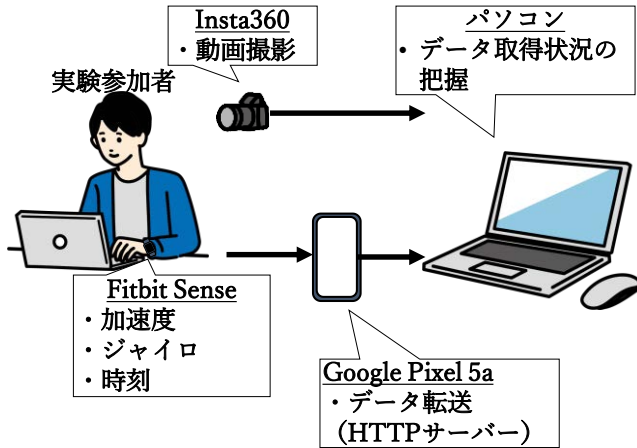 Insta360
・動画撮影
パソコン
・データ取得状況の
把握
実験参加者
Fitbit Sense
・加速度
・ジャイロ
・時刻
Google Pixel 5a
・データ転送
（HTTPサーバー）